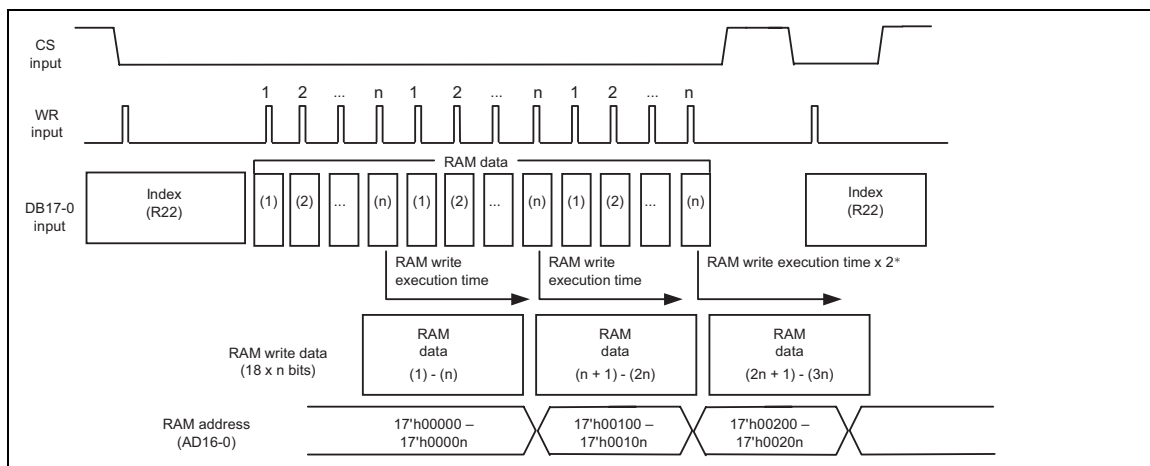 CS
input
1 2 ... n 1 2 ... n 1 2 ... n
WR
input
RAM data
DB17-0
input
Index
(R22)
(1) (2) ... (n) (1) (2) ... (n) (1) (2) ... (n)
Index
(R22)
RAM write
execution time
RAM write
execution time
RAM write execution time x 2*
RAM write data
(18 x n bits)
RAM
data
(1) - (n)
RAM
data
(n + 1) - (2n)
RAM
data
(2n + 1) - (3n)
RAM address
(AD16-0)
17'h00000 –
17'h0000n
17'h00100 –
17'h0010n
17'h00200 –
17'h0020n